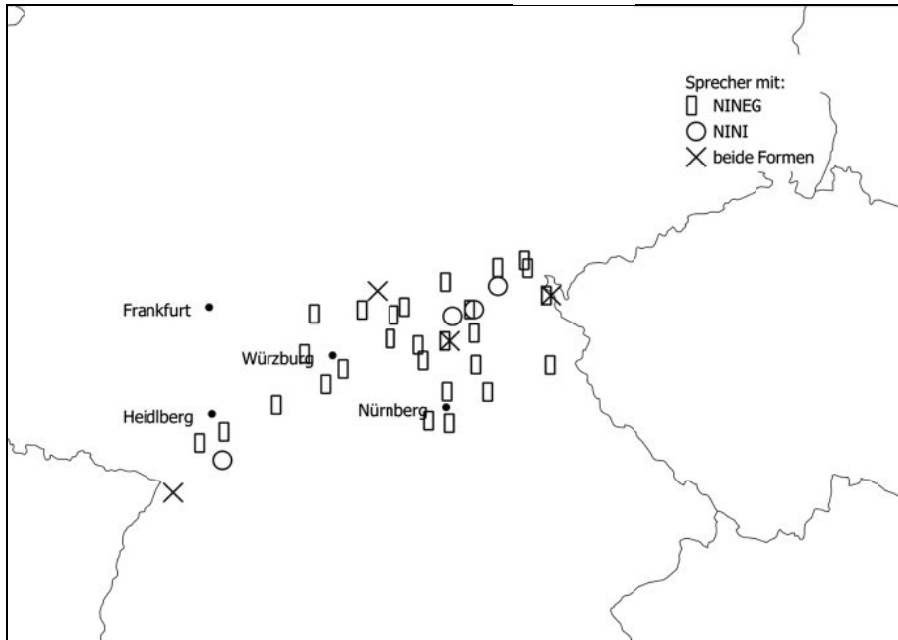 Sprecher mit:
NINEG
NINI
beide Formen
Frankfurt
Würzburg
Heidlberg
Nürnberg